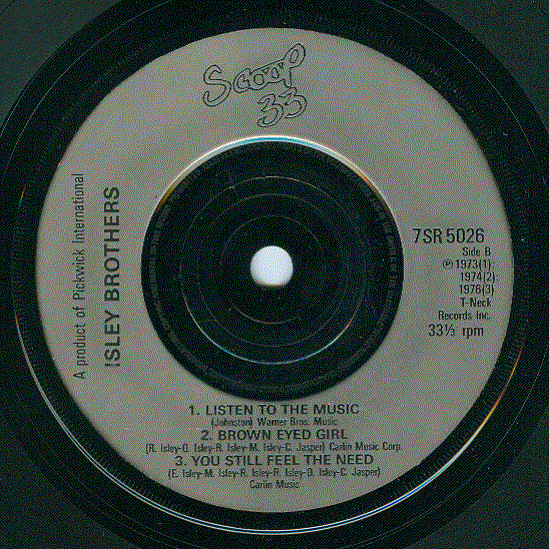 Scoop
33
A product of Pickwick International
ISLEY BROTHERS
7SR 5026
Side B
℗ 1973(1);
1974(2);
1976(3)
T-Neck
Records Inc.
33⅓ rpm
1. LISTEN TO THE MUSIC
(Johnston) Warner Bros. Music
2. BROWN EYED GIRL
(R. Isley-O. Isley-R. Isley-M. Isley-C. Jasper) Carlin Music Corp.
3. YOU STILL FEEL THE NEED
(E. Isley-M. Isley-R. Isley-R. Isley-O. Isley-C. Jasper)
Carlin Music